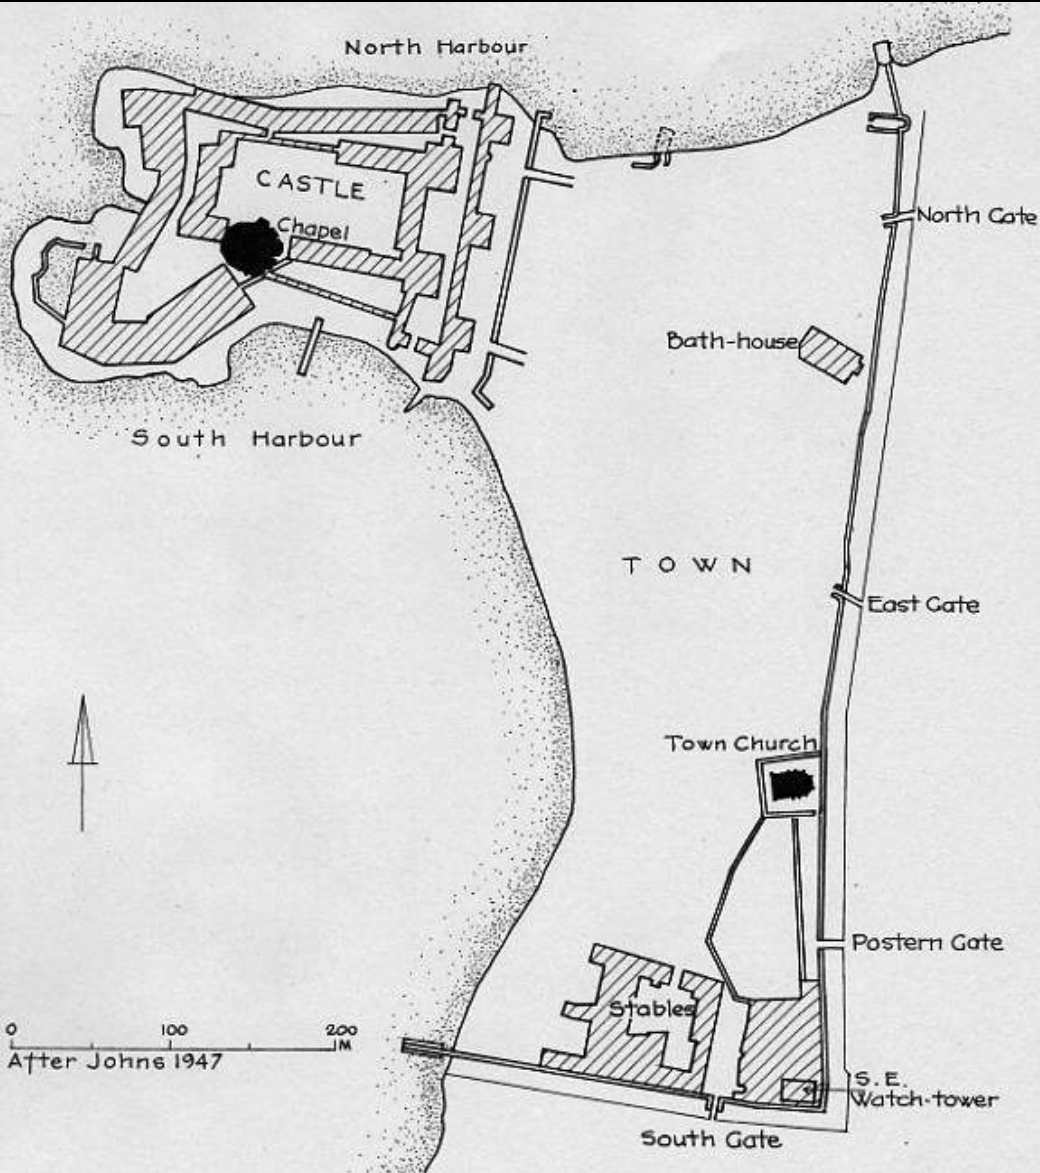 North Harbour
CASTLE
Chapel
North Gate
Bath-house
South Harbour
TOWN
East Gate
Town Church
Postern Gate
Stables
0 100 200
M
After Johns 1947
S. E.
Watch-tower
South Gate